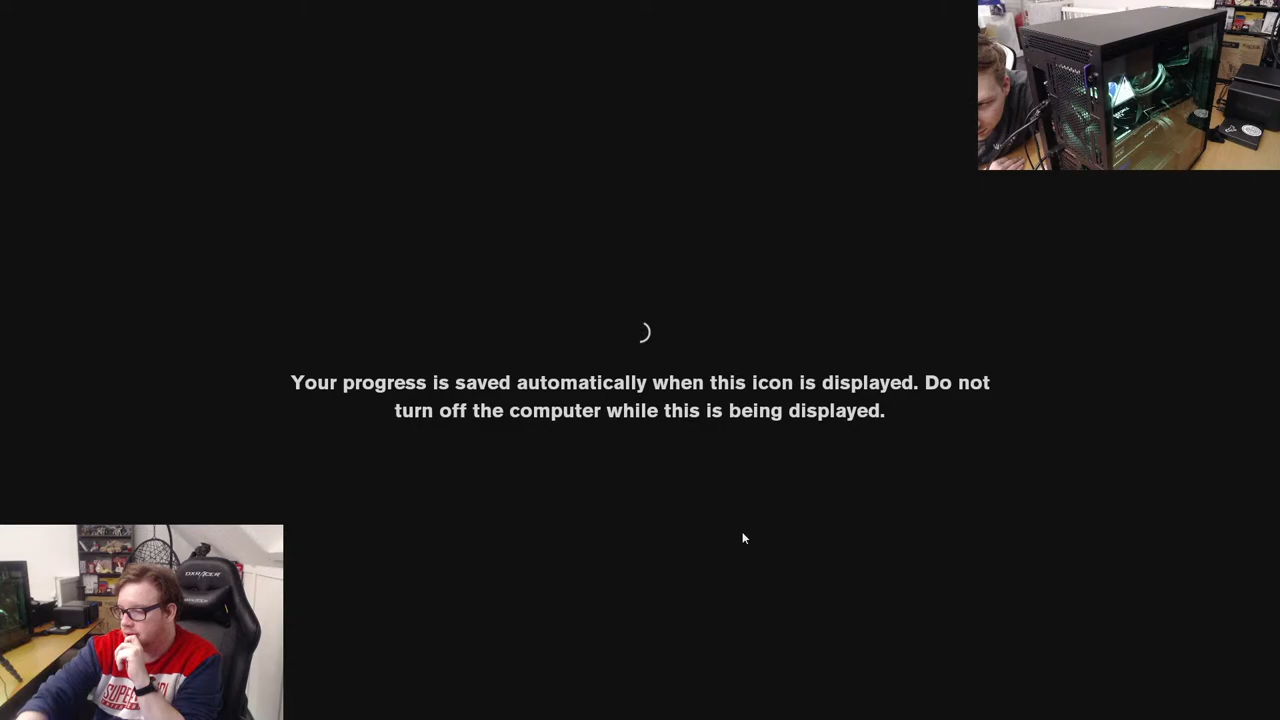 Your progress is saved automatically when this icon is displayed. Do not
turn off the computer while this is being displayed.
DXRACER